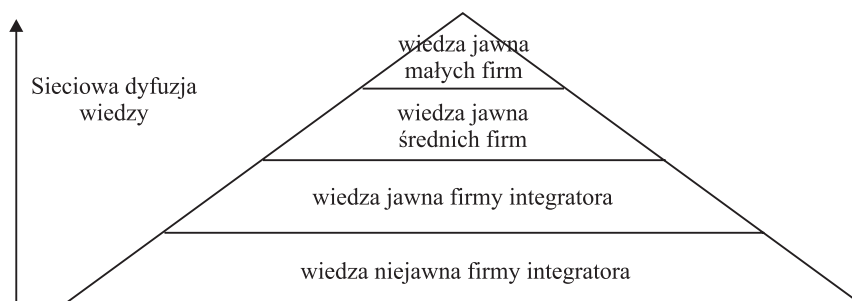 wiedza jawna
małych firm
Sieciowa dyfuzja
wiedzy
wiedza jawna
średnich firm
wiedza jawna firmy integratora
wiedza niejawna firmy integratora